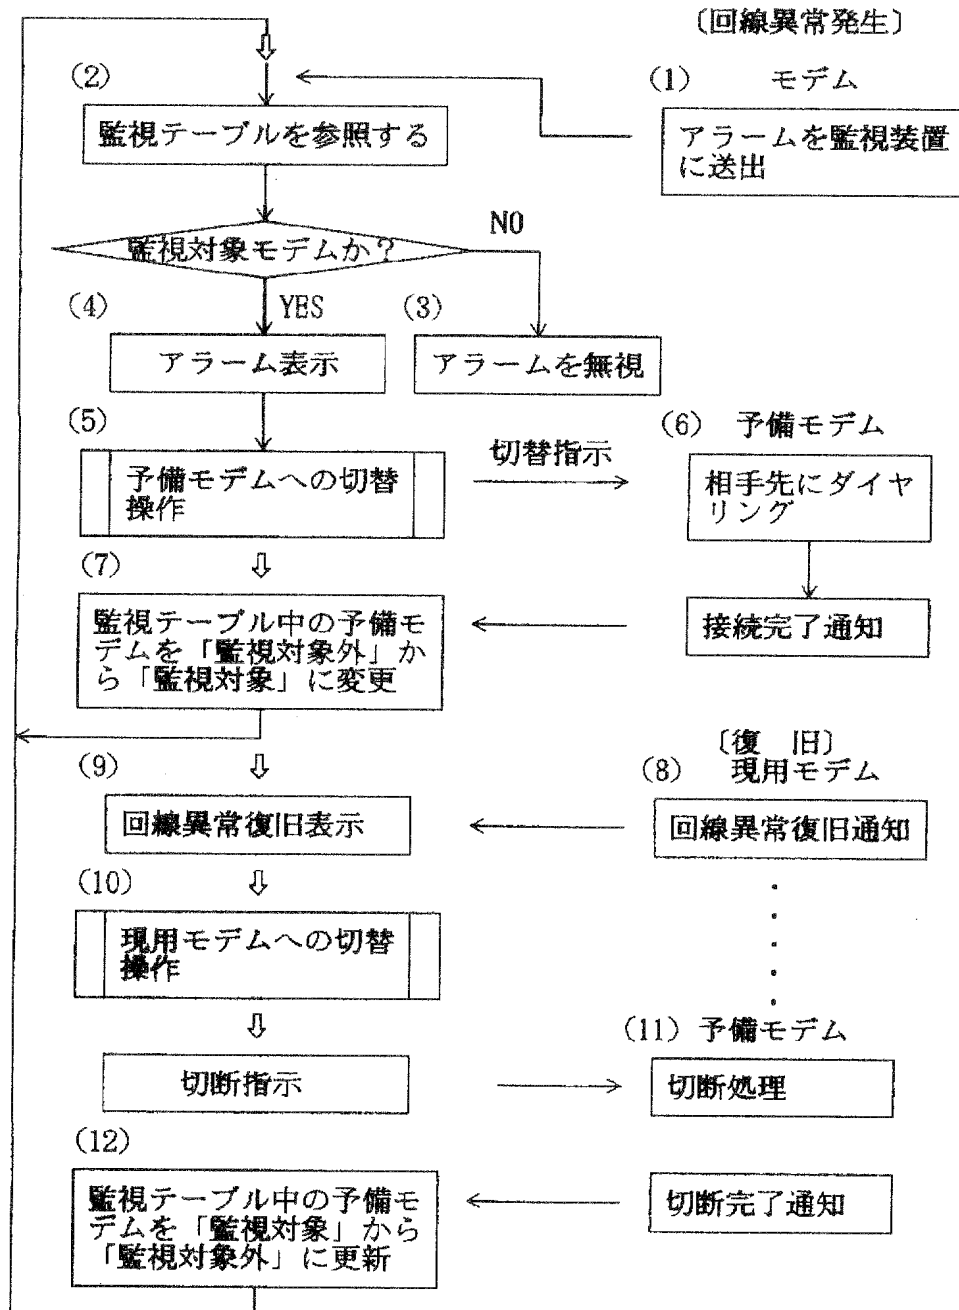 〔回線異常発生〕
(1) モデム
アラームを監視装置
に送出
(2)
監視テーブルを参照する
監視対象モデムか?
NO
YES
(3)
アラームを無視
(4)
アラーム表示
(5)
予備モデムへの切替
操作
切替指示
(6) 予備モデム
相手先にダイヤ
リング
接続完了通知
(7)
監視テーブル中の予備モ
デムを「監視対象外」か
ら「監視対象」に変更
〔復 旧〕
(8) 現用モデム
回線異常復旧通知
(9)
回線異常復旧表示
(10)
現用モデムへの切替
操作
切断指示
(11) 予備モデム
切断処理
切断完了通知
(12)
監視テーブル中の予備モ
デムを「監視対象」から
「監視対象外」に更新